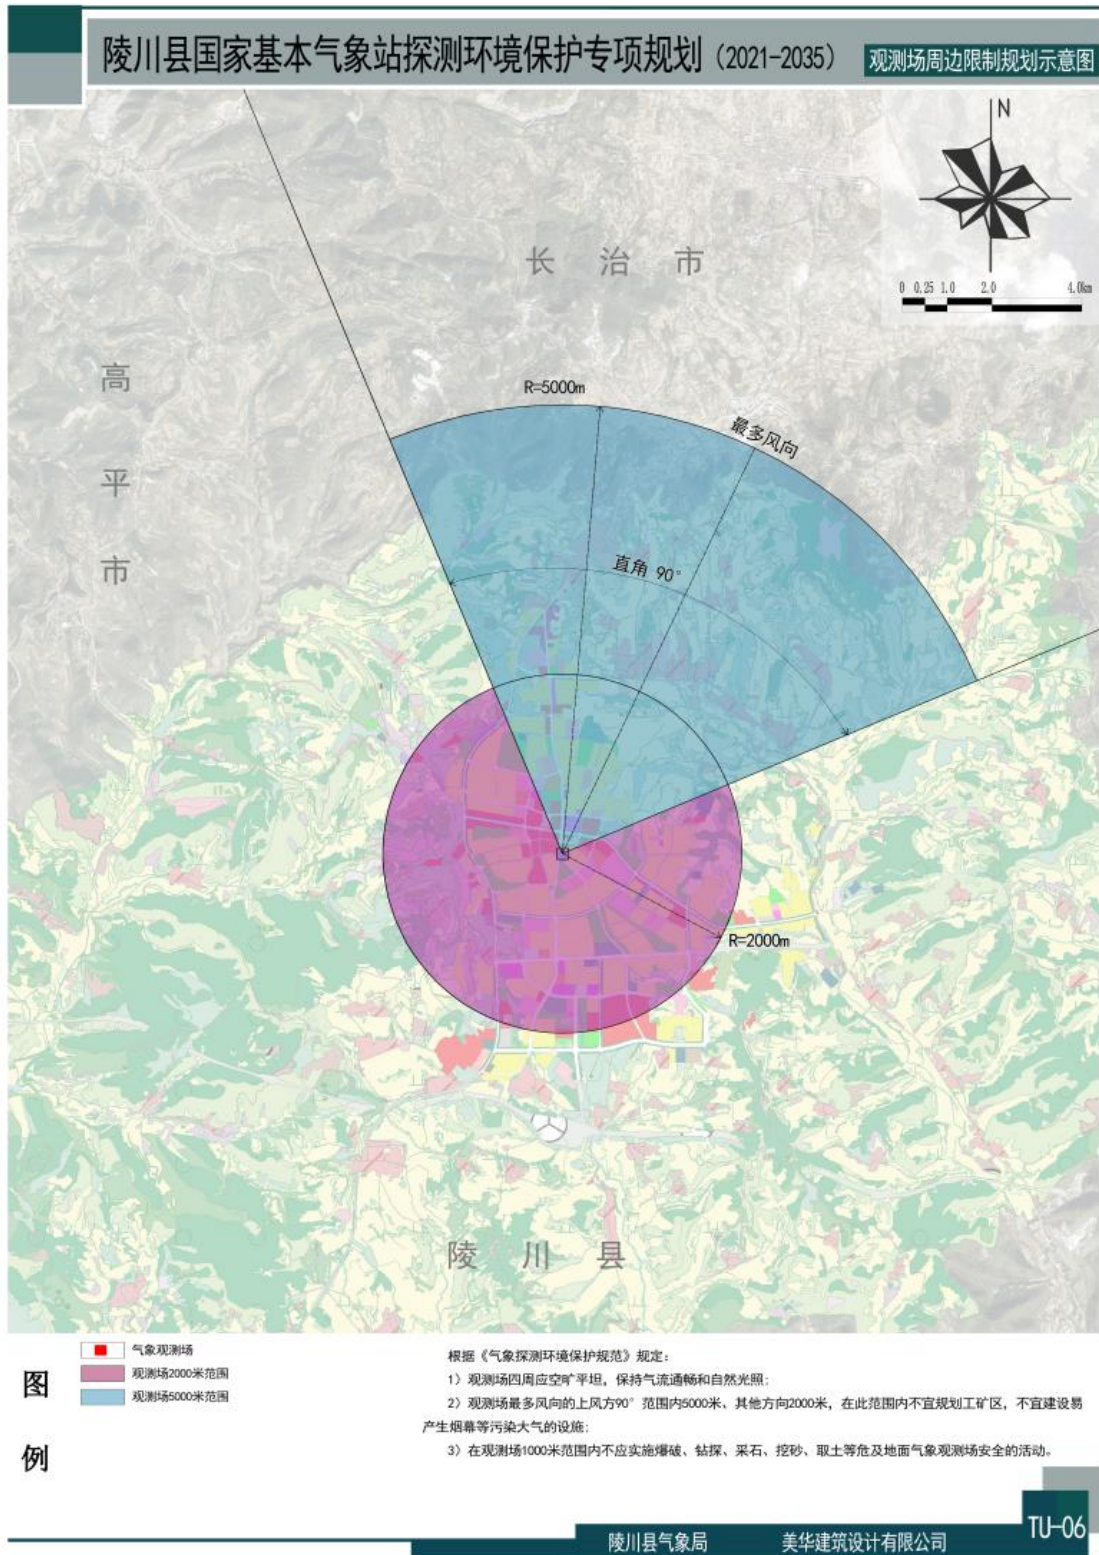 陵川县国家基本气象站探测环境保护专项规划（2021-2035）
观测场周边限制规划示意图
N
0 0.25 1.0 2.0 4.0km
长治市
高平市
R=5000m
最多风向
直角 90°
R=2000m
陵川县
图例
气象观测场
观测场2000米范围
观测场5000米范围
根据《气象探测环境保护规范》规定：
1）观测场四周应空旷平坦，保持气流通畅和自然光照；
2）观测场最多风向的上风方90°范围内5000米、其他方向2000米，在此范围内不宜规划工矿区，不宜建设易
产生烟幕等污染大气的设施；
3）在观测场1000米范围内不应实施爆破、钻探、采石、挖砂、取土等危及地面气象观测场安全的活动。
陵川县气象局
美华建筑设计有限公司
TU-06